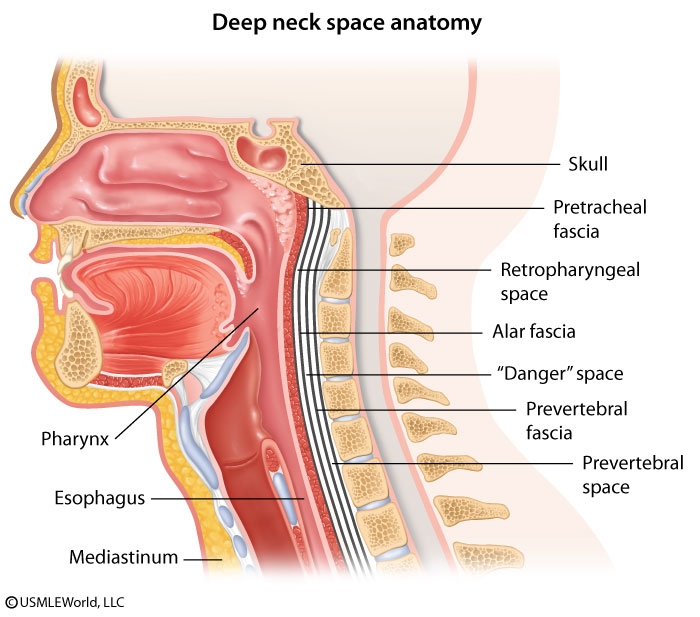 Deep neck space anatomy
Skull
Pretracheal
fascia
Retropharyngeal
space
Alar fascia
“Danger” space
Prevertebral
fascia
Prevertebral
space
Pharynx
Esophagus
Mediastinum
©USMLEWorld, LLC